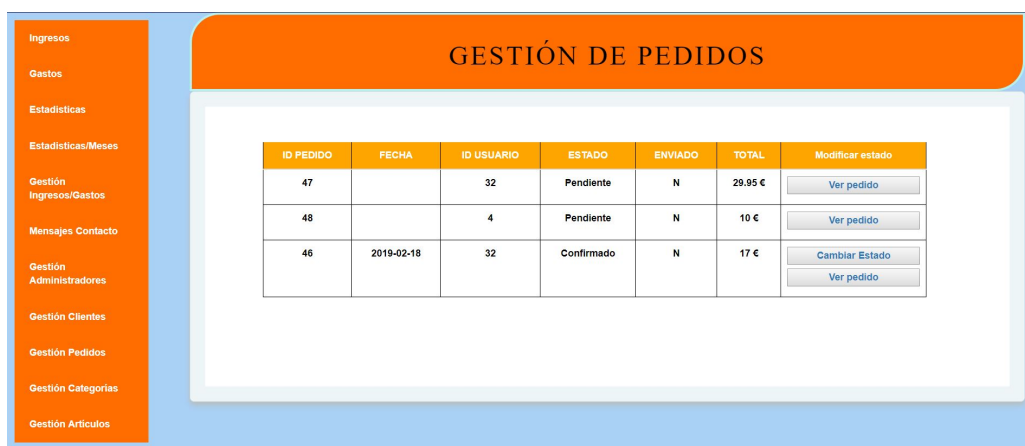 Ingresos
Gastos
Estadisticas
Estadisticas/Meses
Gestión
Ingresos/Gastos
Mensajes Contacto
Gestión
Administradores
Gestión Clientes
Gestión Pedidos
Gestión Categorias
Gestión Articulos
GESTIÓN DE PEDIDOS
ID PEDIDO FECHA ID USUARIO ESTADO ENVIADO TOTAL Modificar estado
47 32 Pendiente N 29.95 € Ver pedido
48 4 Pendiente N 10 € Ver pedido
46 2019-02-18 32 Confirmado N 17 € Cambiar Estado
Ver pedido